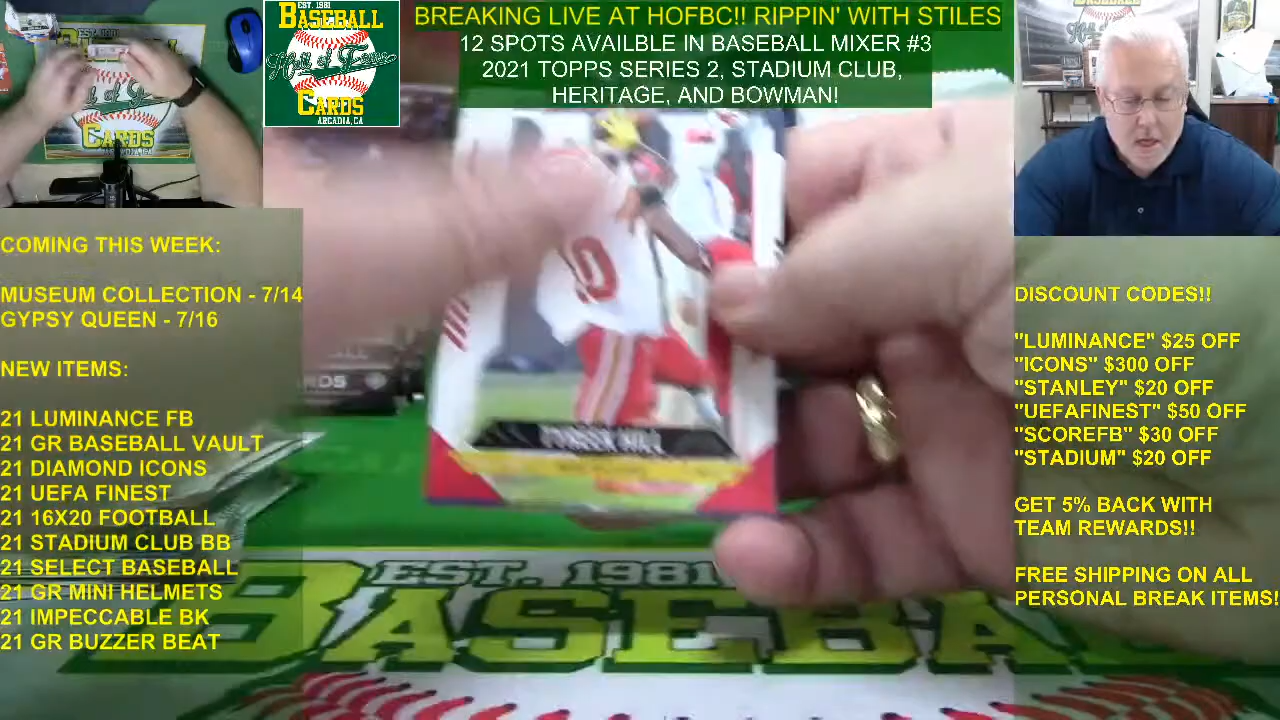 EST. 1981
BASEBALL
Hall of Fame
CARDS
ARCADIA, CA
BREAKING LIVE AT HOFBC!! RIPPIN' WITH STILES
12 SPOTS AVAILBLE IN BASEBALL MIXER #3
2021 TOPPS SERIES 2, STADIUM CLUB,
HERITAGE, AND BOWMAN!
CARDS
COMING THIS WEEK:
MUSEUM COLLECTION - 7/14
GYPSY QUEEN - 7/16
NEW ITEMS:
21 LUMINANCE FB
21 GR BASEBALL VAULT
21 DIAMOND ICONS
21 UEFA FINEST
21 16X20 FOOTBALL
21 STADIUM CLUB BB
21 SELECT BASEBALL
21 GR MINI HELMETS
21 IMPECCABLE BK
21 GR BUZZER BEAT
DISCOUNT CODES!!
"LUMINANCE" $25 OFF
"ICONS" $300 OFF
"STANLEY" $20 OFF
"UEFAFINEST" $50 OFF
"SCOREFB" $30 OFF
"STADIUM" $20 OFF
GET 5% BACK WITH
TEAM REWARDS!!
FREE SHIPPING ON ALL
PERSONAL BREAK ITEMS!
HILL
EST. 1981
BASEBA